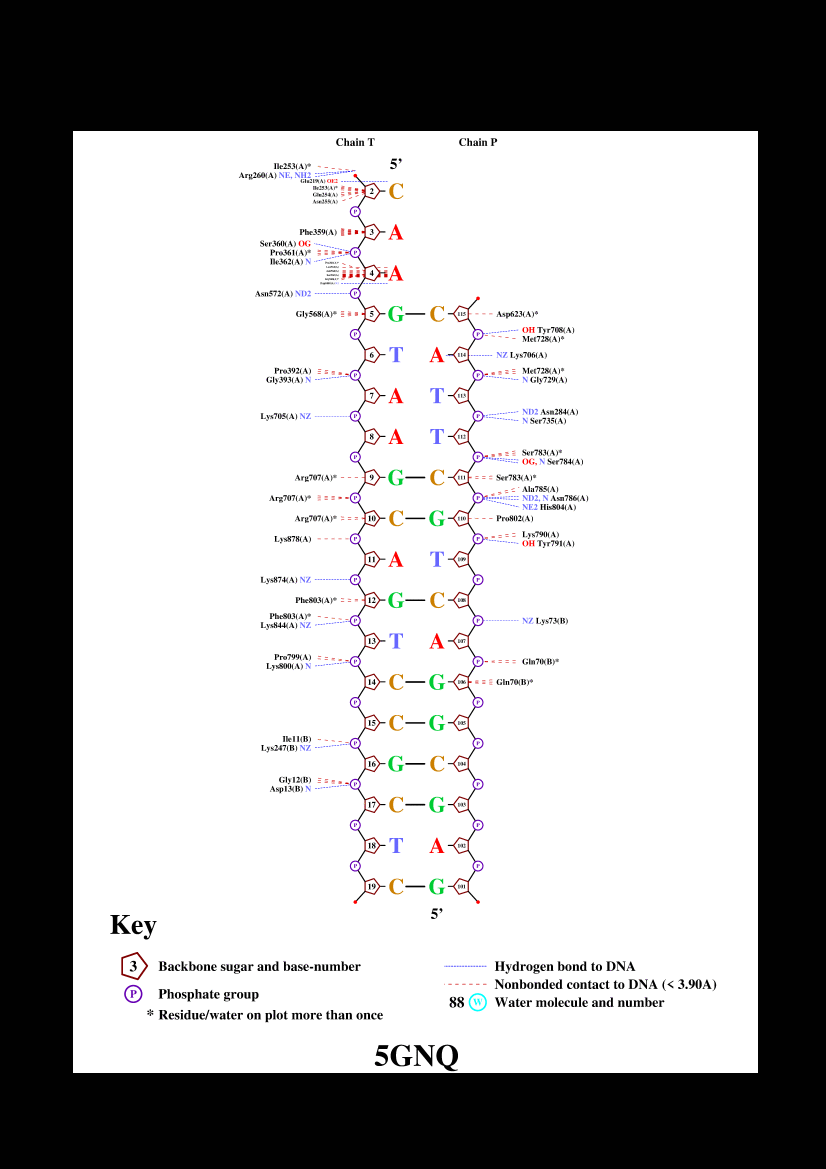 Chain T Chain P
5'
Ile253(A)*
Arg260(A) NE, NH2
Glu219(A) OE2
Ile253(A)*
Glu254(A)
Asn255(A)
2 C
P
Phe359(A) 3 A
Ser360(A) OG
Pro361(A)* P
Ile362(A) N
4 A
Asn572(A) ND2 P
Gly568(A)* 5 G C 115 Asp623(A)*
P P OH Tyr708(A)
Met728(A)*
6 T A 114 NZ Lys706(A)
Pro392(A) P P Met728(A)*
Gly393(A) N N Gly729(A)
7 A T 113
Lys705(A) NZ P P ND2 Asn284(A)
N Ser735(A)
8 A T 112
P P Ser783(A)*
OG, N Ser784(A)
Arg707(A)* 9 G C 111 Ser783(A)*
Ala785(A)
Arg707(A)* P P ND2, N Asn786(A)
NE2 His804(A)
Arg707(A)* 10 C G 110 Pro802(A)
Lys878(A) P P Lys790(A)
OH Tyr791(A)
11 A T 109
Lys874(A) NZ P P
Phe803(A)* 12 G C 108
Phe803(A)* P P NZ Lys73(B)
Lys844(A) NZ
13 T A 107
Pro799(A) P P Gln70(B)*
Lys800(A) N
14 C G 106 Gln70(B)*
P P
15 C G 105
Ile11(B) P P
Lys247(B) NZ
16 G C 104
Gly12(B) P P
Asp13(B) N
17 C G 103
P P
18 T A 102
P P
19 C G 101
5'
Key
3 Backbone sugar and base-number
P Phosphate group
* Residue/water on plot more than once
Hydrogen bond to DNA
Nonbonded contact to DNA (< 3.90A)
88 W Water molecule and number
5GNQ